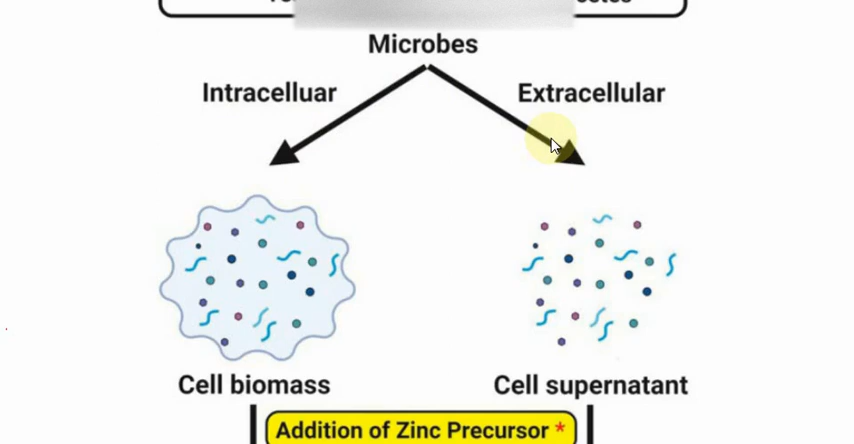 Microbes
Intracelluar
Extracellular
Cell biomass
Cell supernatant
Addition of Zinc Precursor *